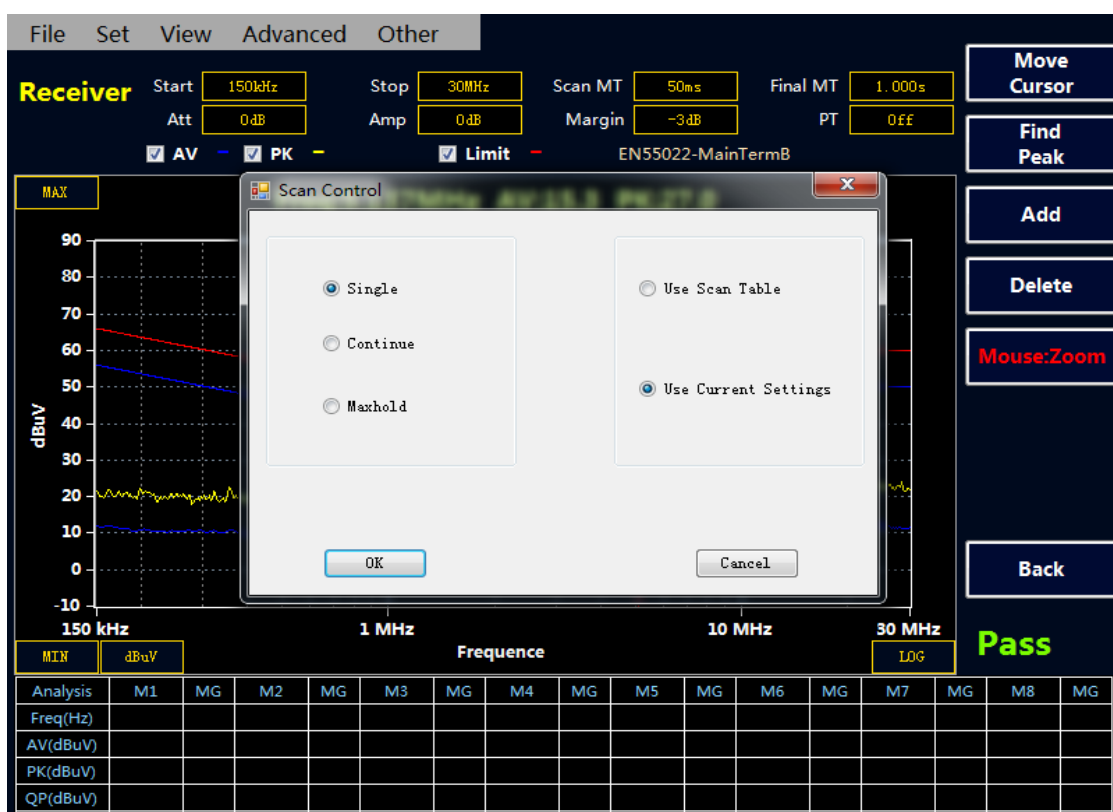 File Set View Advanced Other
Move
Cursor
Receiver Start 150kHz Stop 30MHz Scan MT 50ms Final MT 1.000s
Att 0dB Amp 0dB Margin -3dB PT Off
Find
Peak
AV PK Limit EN55022-MainTermB
MAX
Scan Control
Add
Delete
Mouse:Zoom
Single
Continue
Maxhold
Use Scan Table
Use Current Settings
OK Cancel
90
80
70
60
50
40
30
20
10
0
-10
dBuV
150 kHz 1 MHz 10 MHz 30 MHz
Frequence
MIN dBuV LOG
Back
Pass
Analysis M1 MG M2 MG M3 MG M4 MG M5 MG M6 MG M7 MG M8 MG
Freq(Hz)
AV(dBuV)
PK(dBuV)
QP(dBuV)